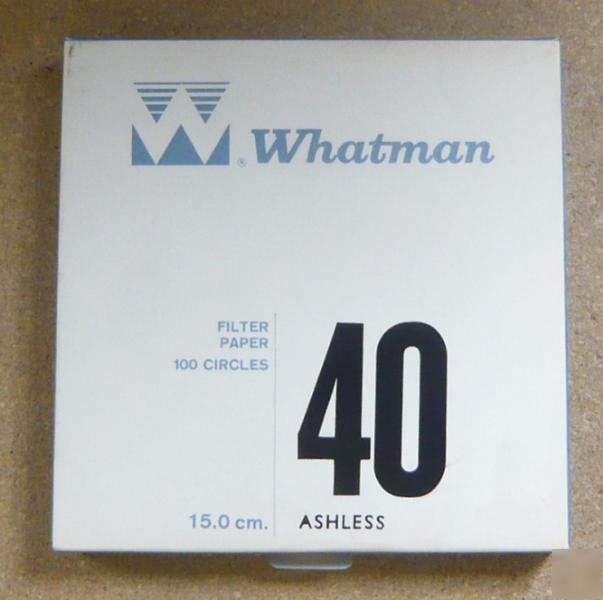 ® Whatman
FILTER
PAPER
100 CIRCLES
40
15.0 cm.
ASHLESS